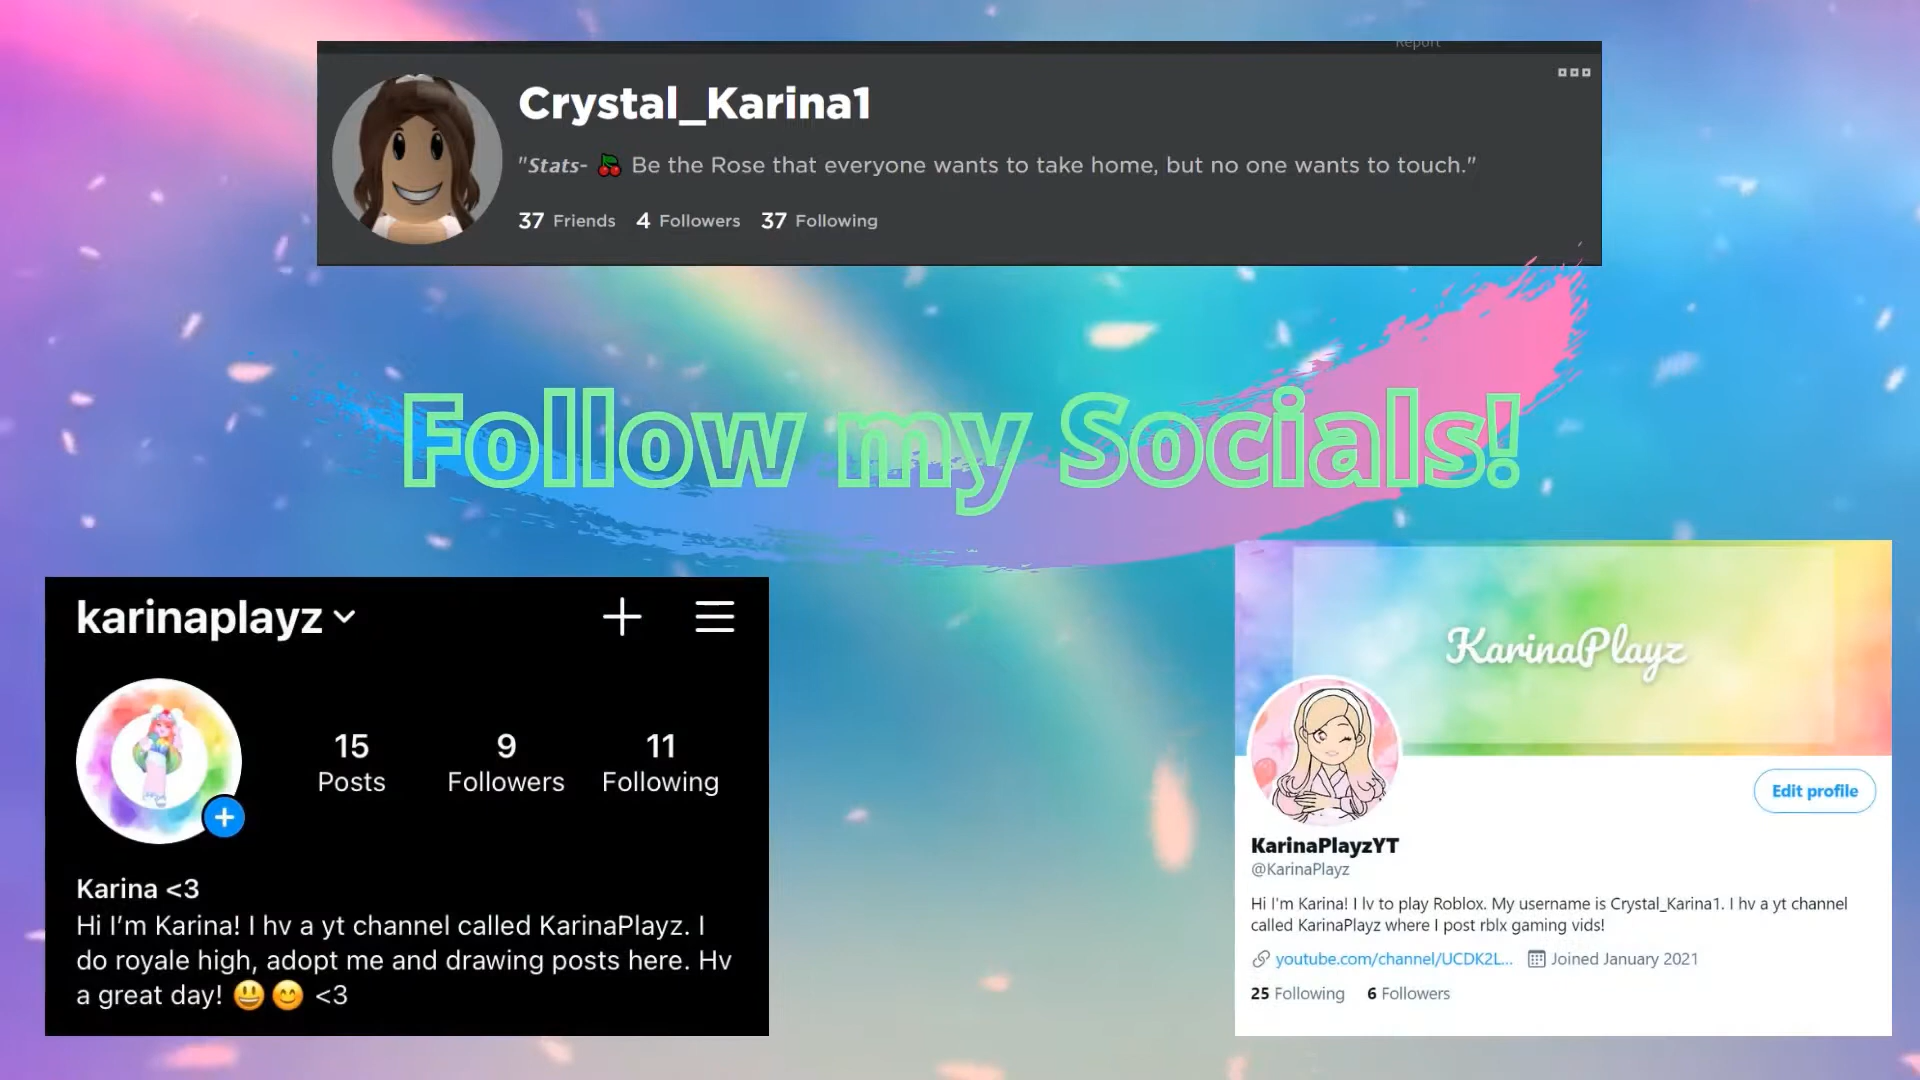 Report
Crystal_Karina1
"Stats- 🍒 Be the Rose that everyone wants to take home, but no one wants to touch."
37 Friends 4 Followers 37 Following
Follow my Socials!
karinaplayz
15 9 11
Posts Followers Following
Karina <3
Hi I'm Karina! I hv a yt channel called KarinaPlayz. I
do royale high, adopt me and drawing posts here. Hv
a great day! 😃 😊 <3
KarinaPlayz
Edit profile
KarinaPlayzYT
@KarinaPlayz
Hi I'm Karina! I lv to play Roblox. My username is Crystal_Karina1. I hv a yt channel
called KarinaPlayz where I post rblx gaming vids!
youtube.com/channel/UCDK2L... Joined January 2021
25 Following 6 Followers